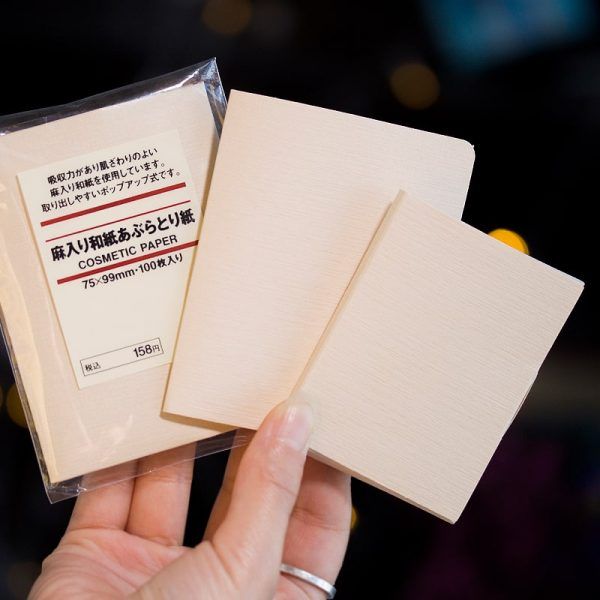 吸収力があり肌ざわりのよい
麻入り和紙を使用しています。
取り出しやすいポップアップ式です。
麻入り和紙あぶらとり紙
COSMETIC PAPER
75×99mm・100枚入り
税込 158円